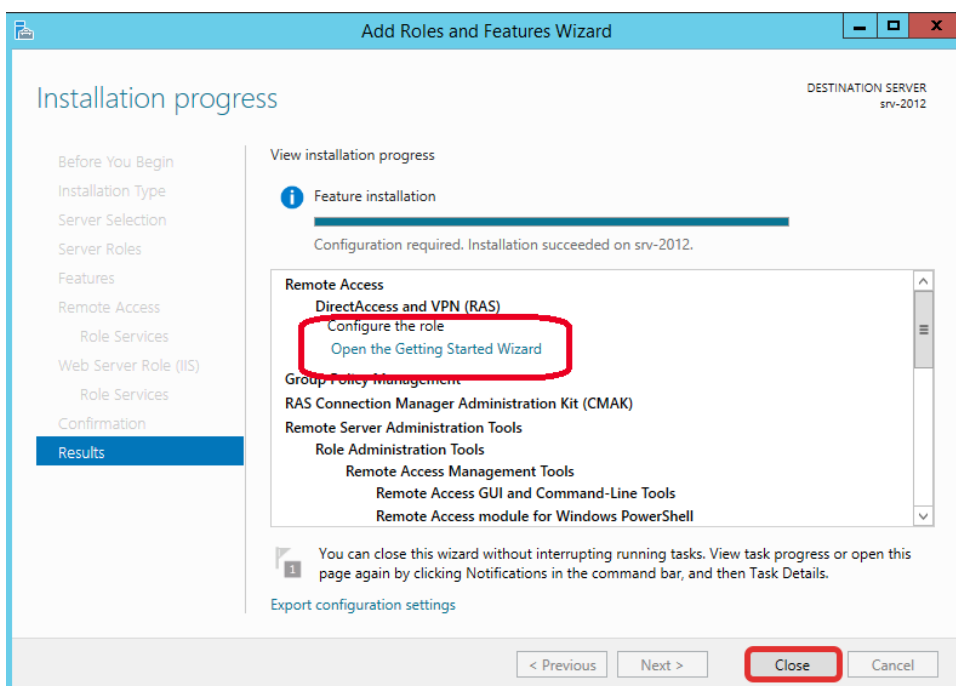 Add Roles and Features Wizard
Installation progress
DESTINATION SERVER
srv-2012
Before You Begin
Installation Type
Server Selection
Server Roles
Features
Remote Access
Role Services
Web Server Role (IIS)
Role Services
Confirmation
Results
View installation progress
Feature installation
Configuration required. Installation succeeded on srv-2012.
Remote Access
DirectAccess and VPN (RAS)
Configure the role
Open the Getting Started Wizard
Group Policy Management
RAS Connection Manager Administration Kit (CMAK)
Remote Server Administration Tools
Role Administration Tools
Remote Access Management Tools
Remote Access GUI and Command-Line Tools
Remote Access module for Windows PowerShell
1
You can close this wizard without interrupting running tasks. View task progress or open this
page again by clicking Notifications in the command bar, and then Task Details.
Export configuration settings
< Previous
Next >
Close
Cancel